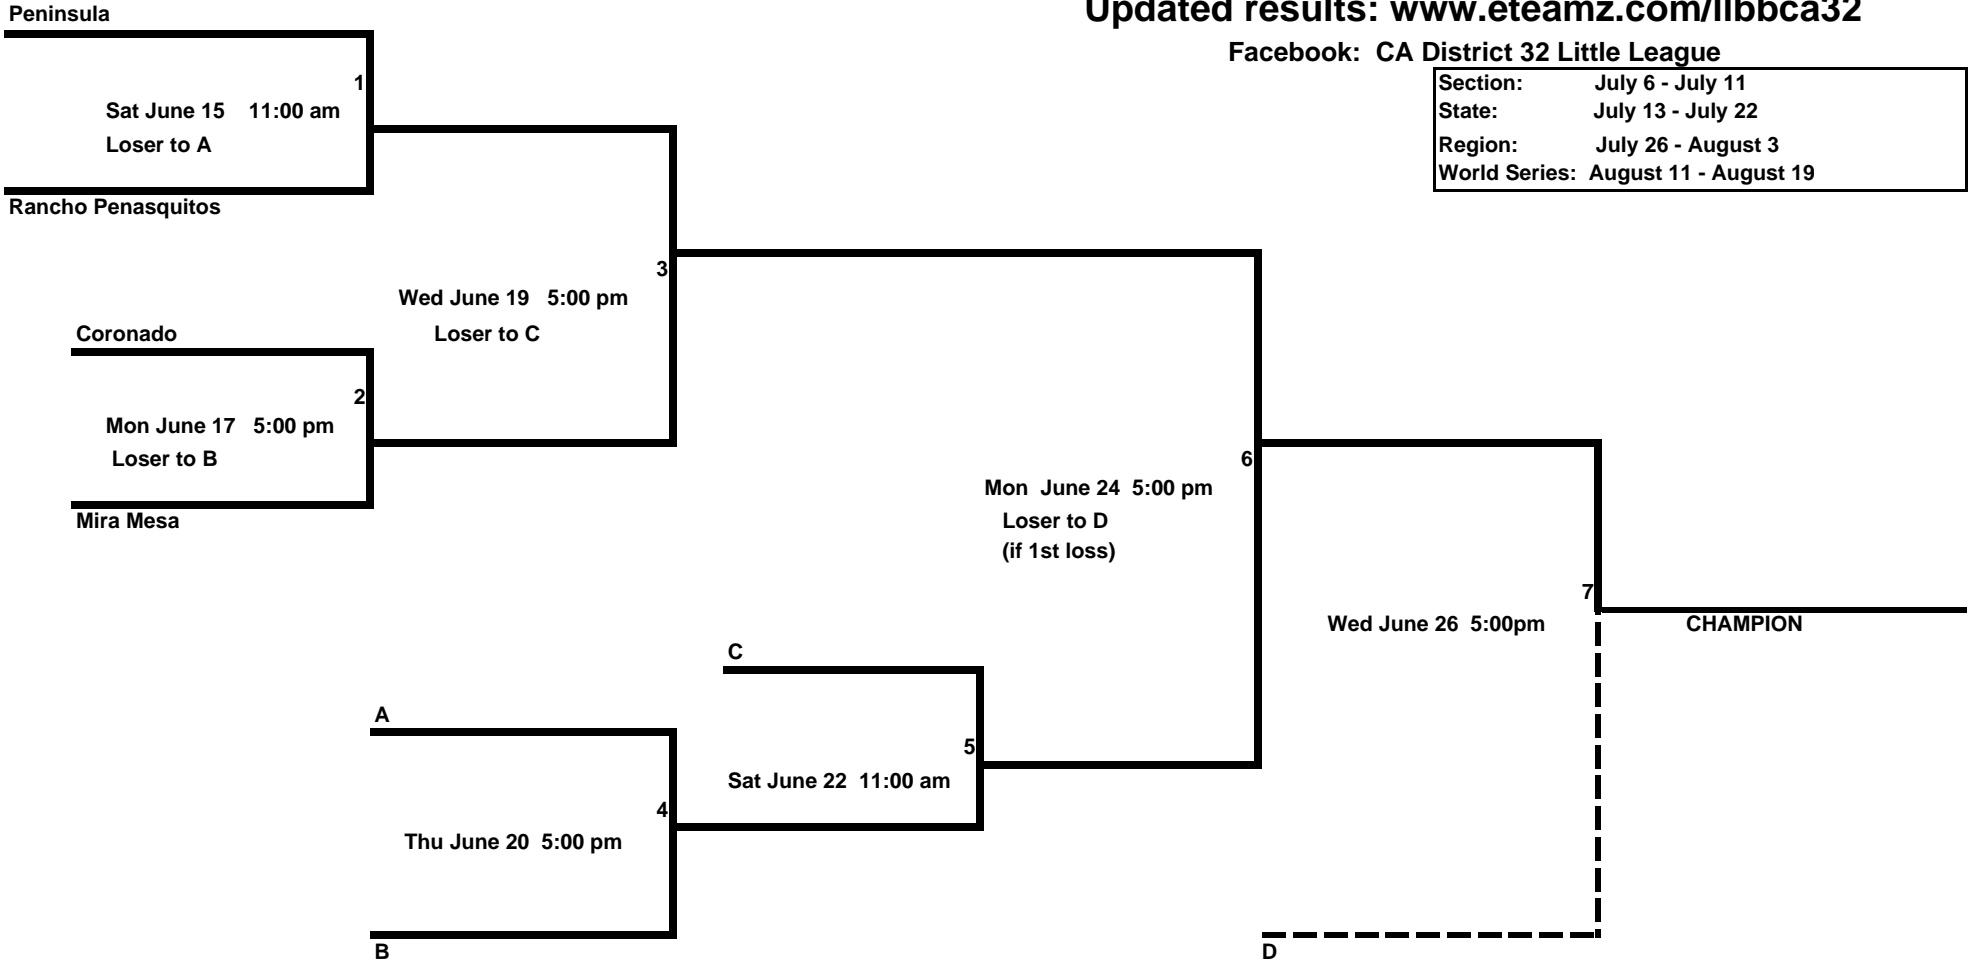 Peninsula
Updated results: www.eteamz.com/llbbca32
Facebook: CA District 32 Little League
Section: July 6 - July 11
State: July 13 - July 22
Region: July 26 - August 3
World Series: August 11 - August 19
1
Sat June 15 11:00 am
Loser to A
Rancho Penasquitos
3
Wed June 19 5:00 pm
Loser to C
Coronado
2
Mon June 17 5:00 pm
Loser to B
Mira Mesa
6
Mon June 24 5:00 pm
Loser to D
(if 1st loss)
7
Wed June 26 5:00pm
CHAMPION
C
A
5
Sat June 22 11:00 am
4
Thu June 20 5:00 pm
B
D